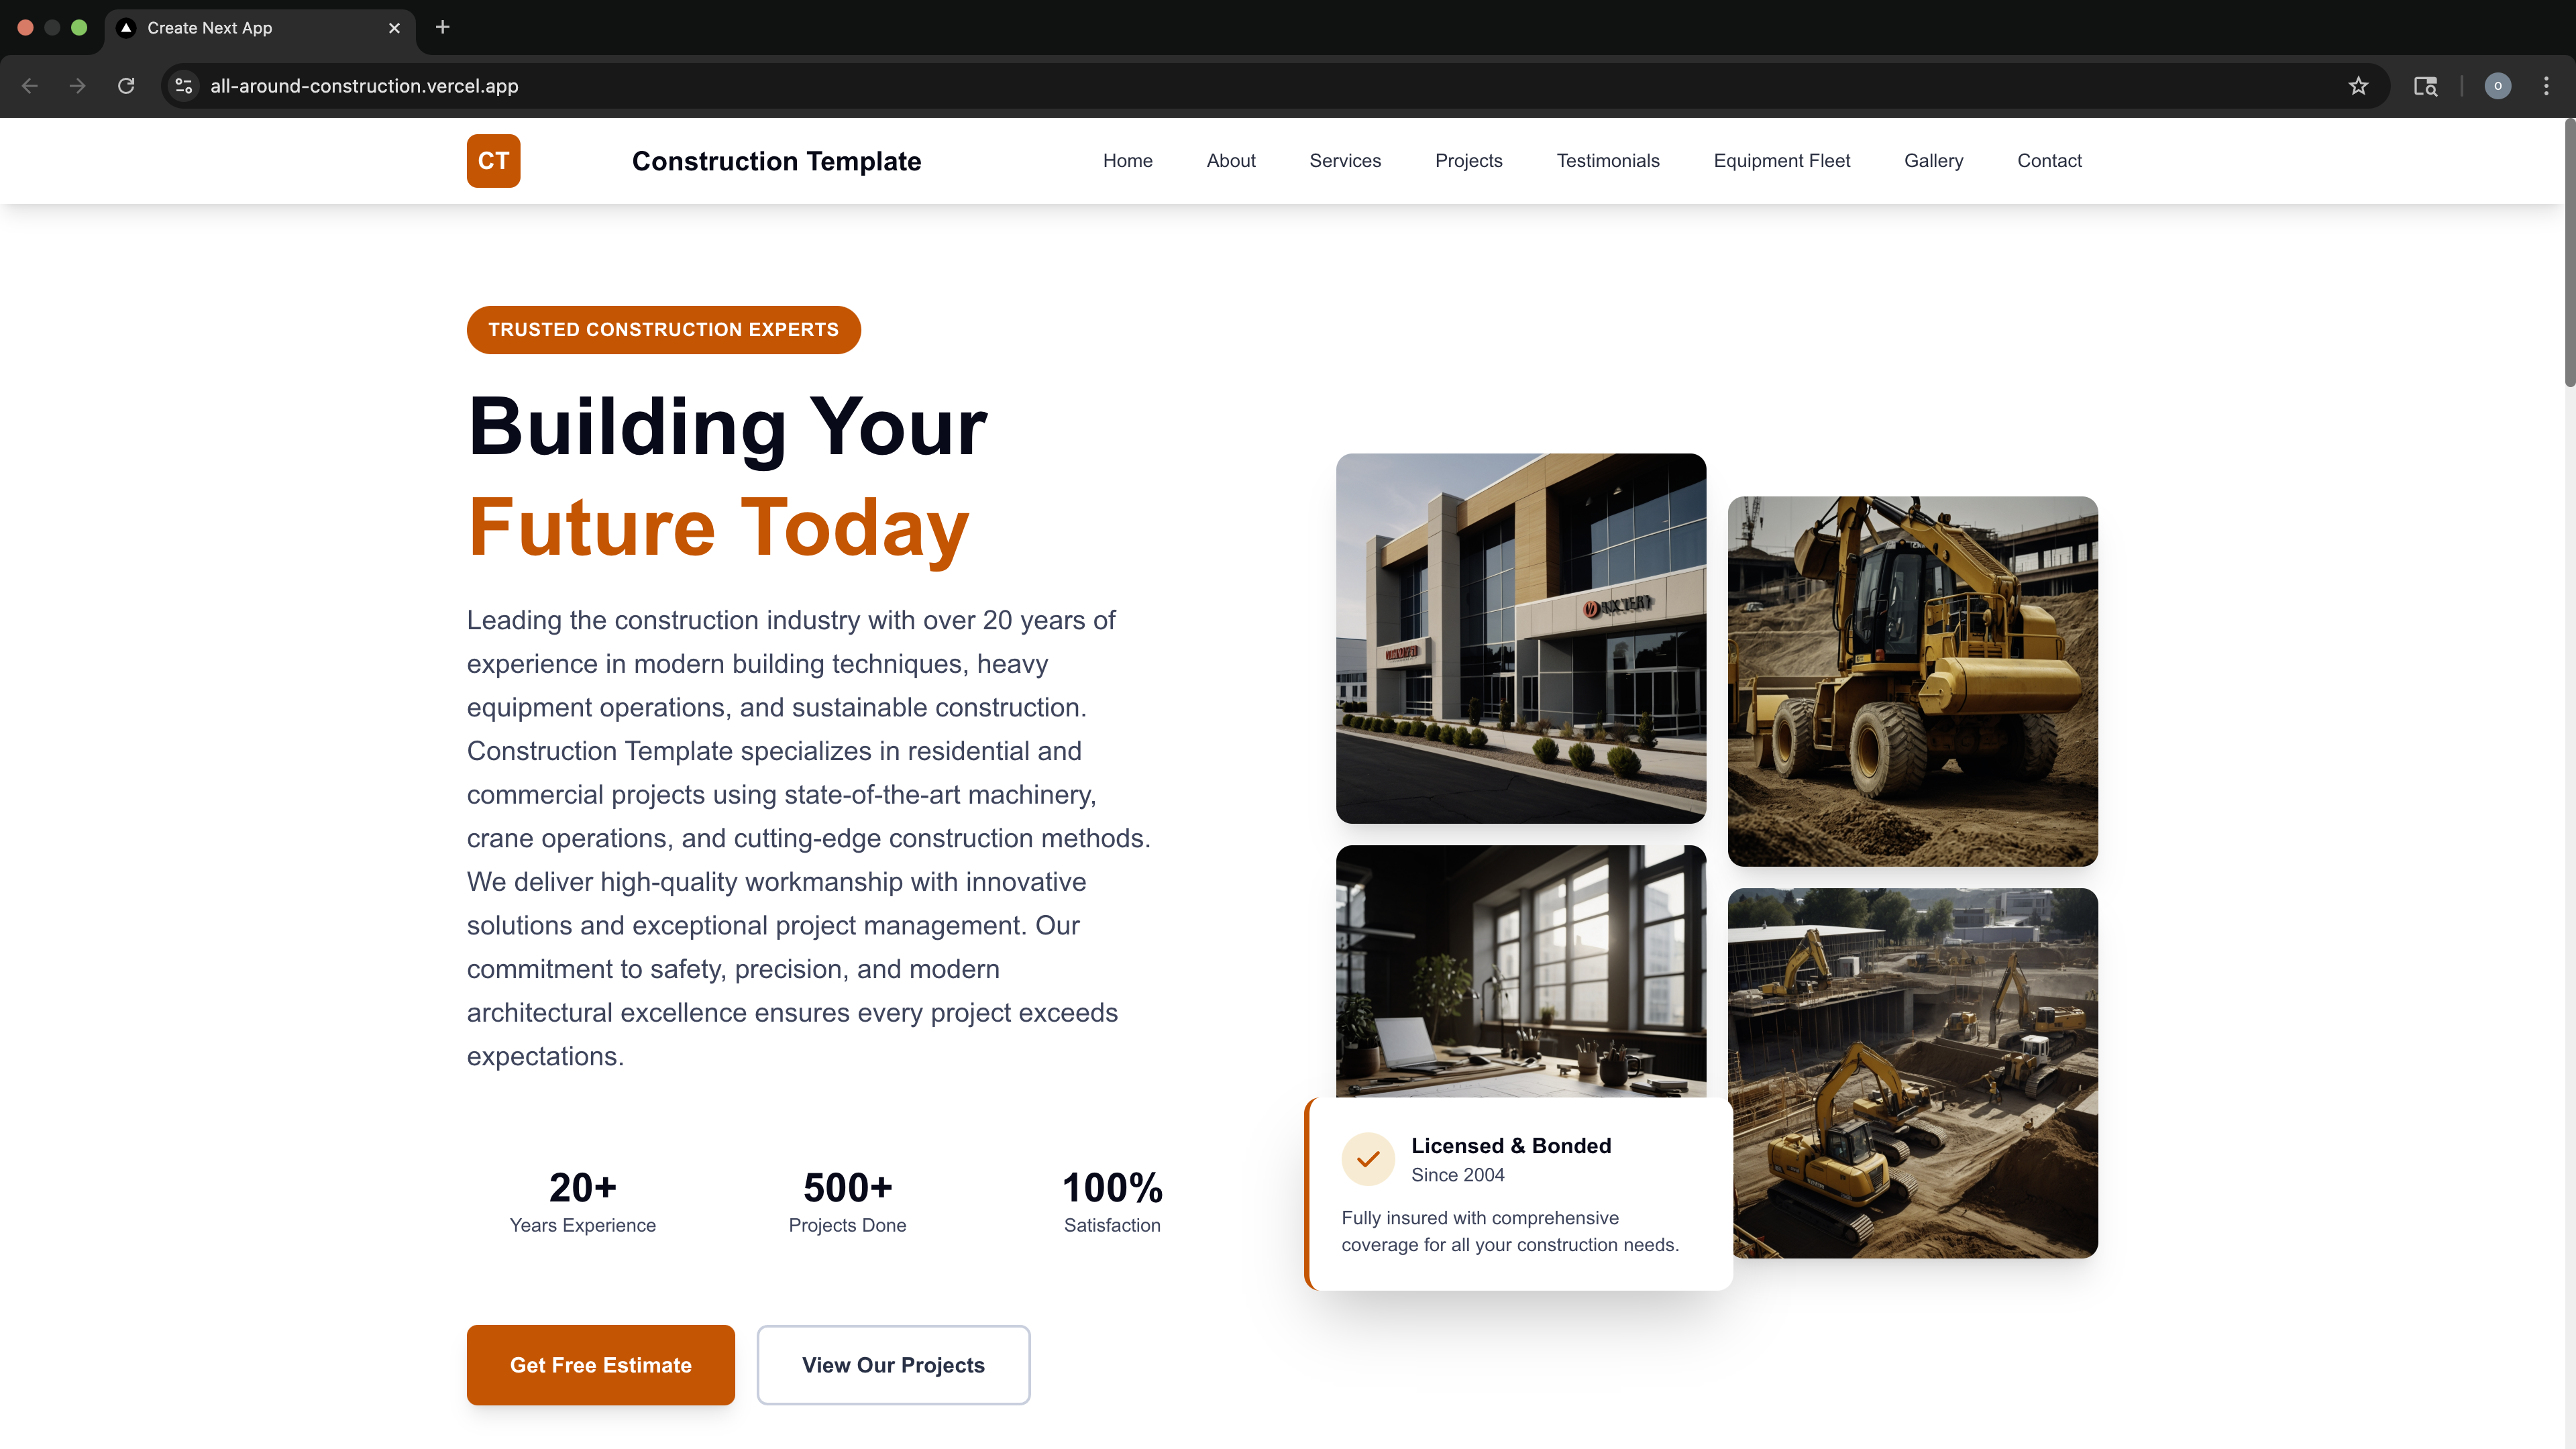 Create Next App
all-around-construction.vercel.app
o
CT
Construction Template
Home
About
Services
Projects
Testimonials
Equipment Fleet
Gallery
Contact
TRUSTED CONSTRUCTION EXPERTS
Building Your
Future Today
Leading the construction industry with over 20 years of
experience in modern building techniques, heavy
equipment operations, and sustainable construction.
Construction Template specializes in residential and
commercial projects using state-of-the-art machinery,
crane operations, and cutting-edge construction methods.
We deliver high-quality workmanship with innovative
solutions and exceptional project management. Our
commitment to safety, precision, and modern
architectural excellence ensures every project exceeds
expectations.
20+
Years Experience
500+
Projects Done
100%
Satisfaction
Get Free Estimate
View Our Projects
Licensed & Bonded
Since 2004
Fully insured with comprehensive
coverage for all your construction needs.